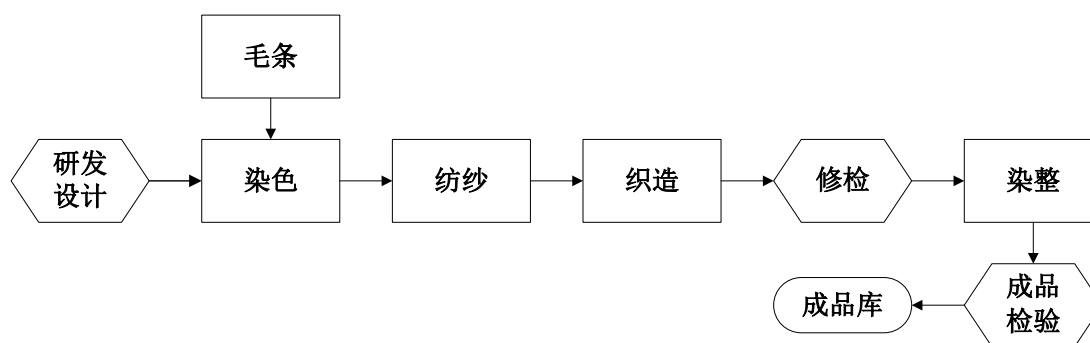 毛条
研发
设计
染色
纺纱
织造
修检
染整
成品库
成品
检验